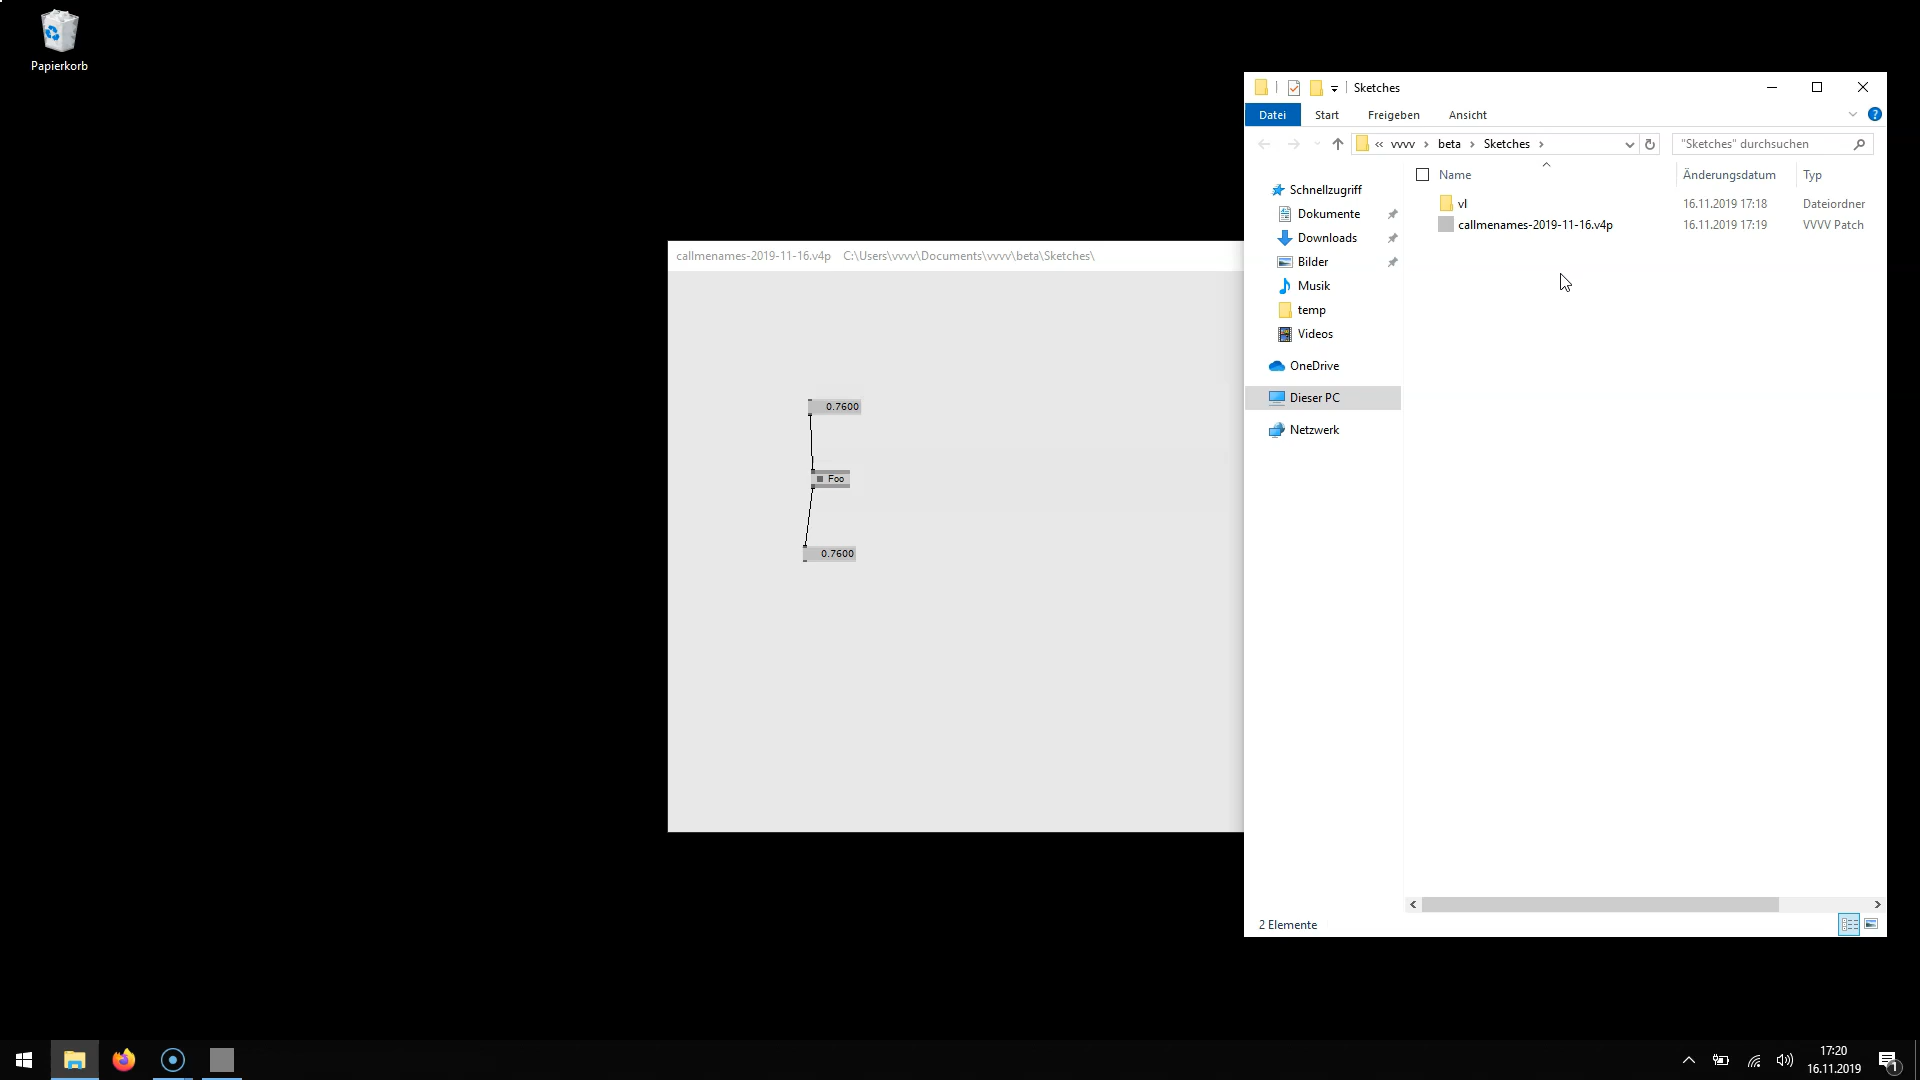 Papierkorb
callmenames-2019-11-16.v4p C:\Users\vvvv\Documents\vvvv\beta\Sketches\
0.7600
Foo
0.7600
Sketches
Datei Start Freigeben Ansicht
« vvvv › beta › Sketches › "Sketches" durchsuchen
Name Änderungsdatum Typ
vl 16.11.2019 17:18 Dateiordner
callmenames-2019-11-16.v4p 16.11.2019 17:19 VVVV Patch
Schnellzugriff
Dokumente
Downloads
Bilder
Musik
temp
Videos
OneDrive
Dieser PC
Netzwerk
2 Elemente
17:20
16.11.2019
1